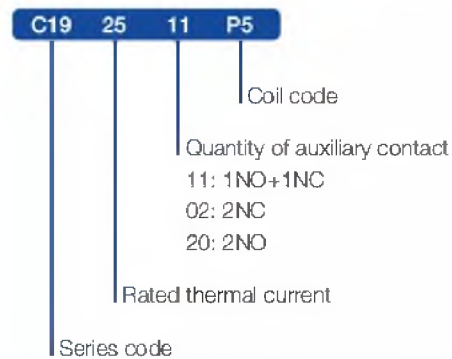 C19 25 11 P5
Coil code
Quantity of auxiliary contact
11: 1NO+1NC
02: 2NC
20: 2NO
Rated thermal current
Series code